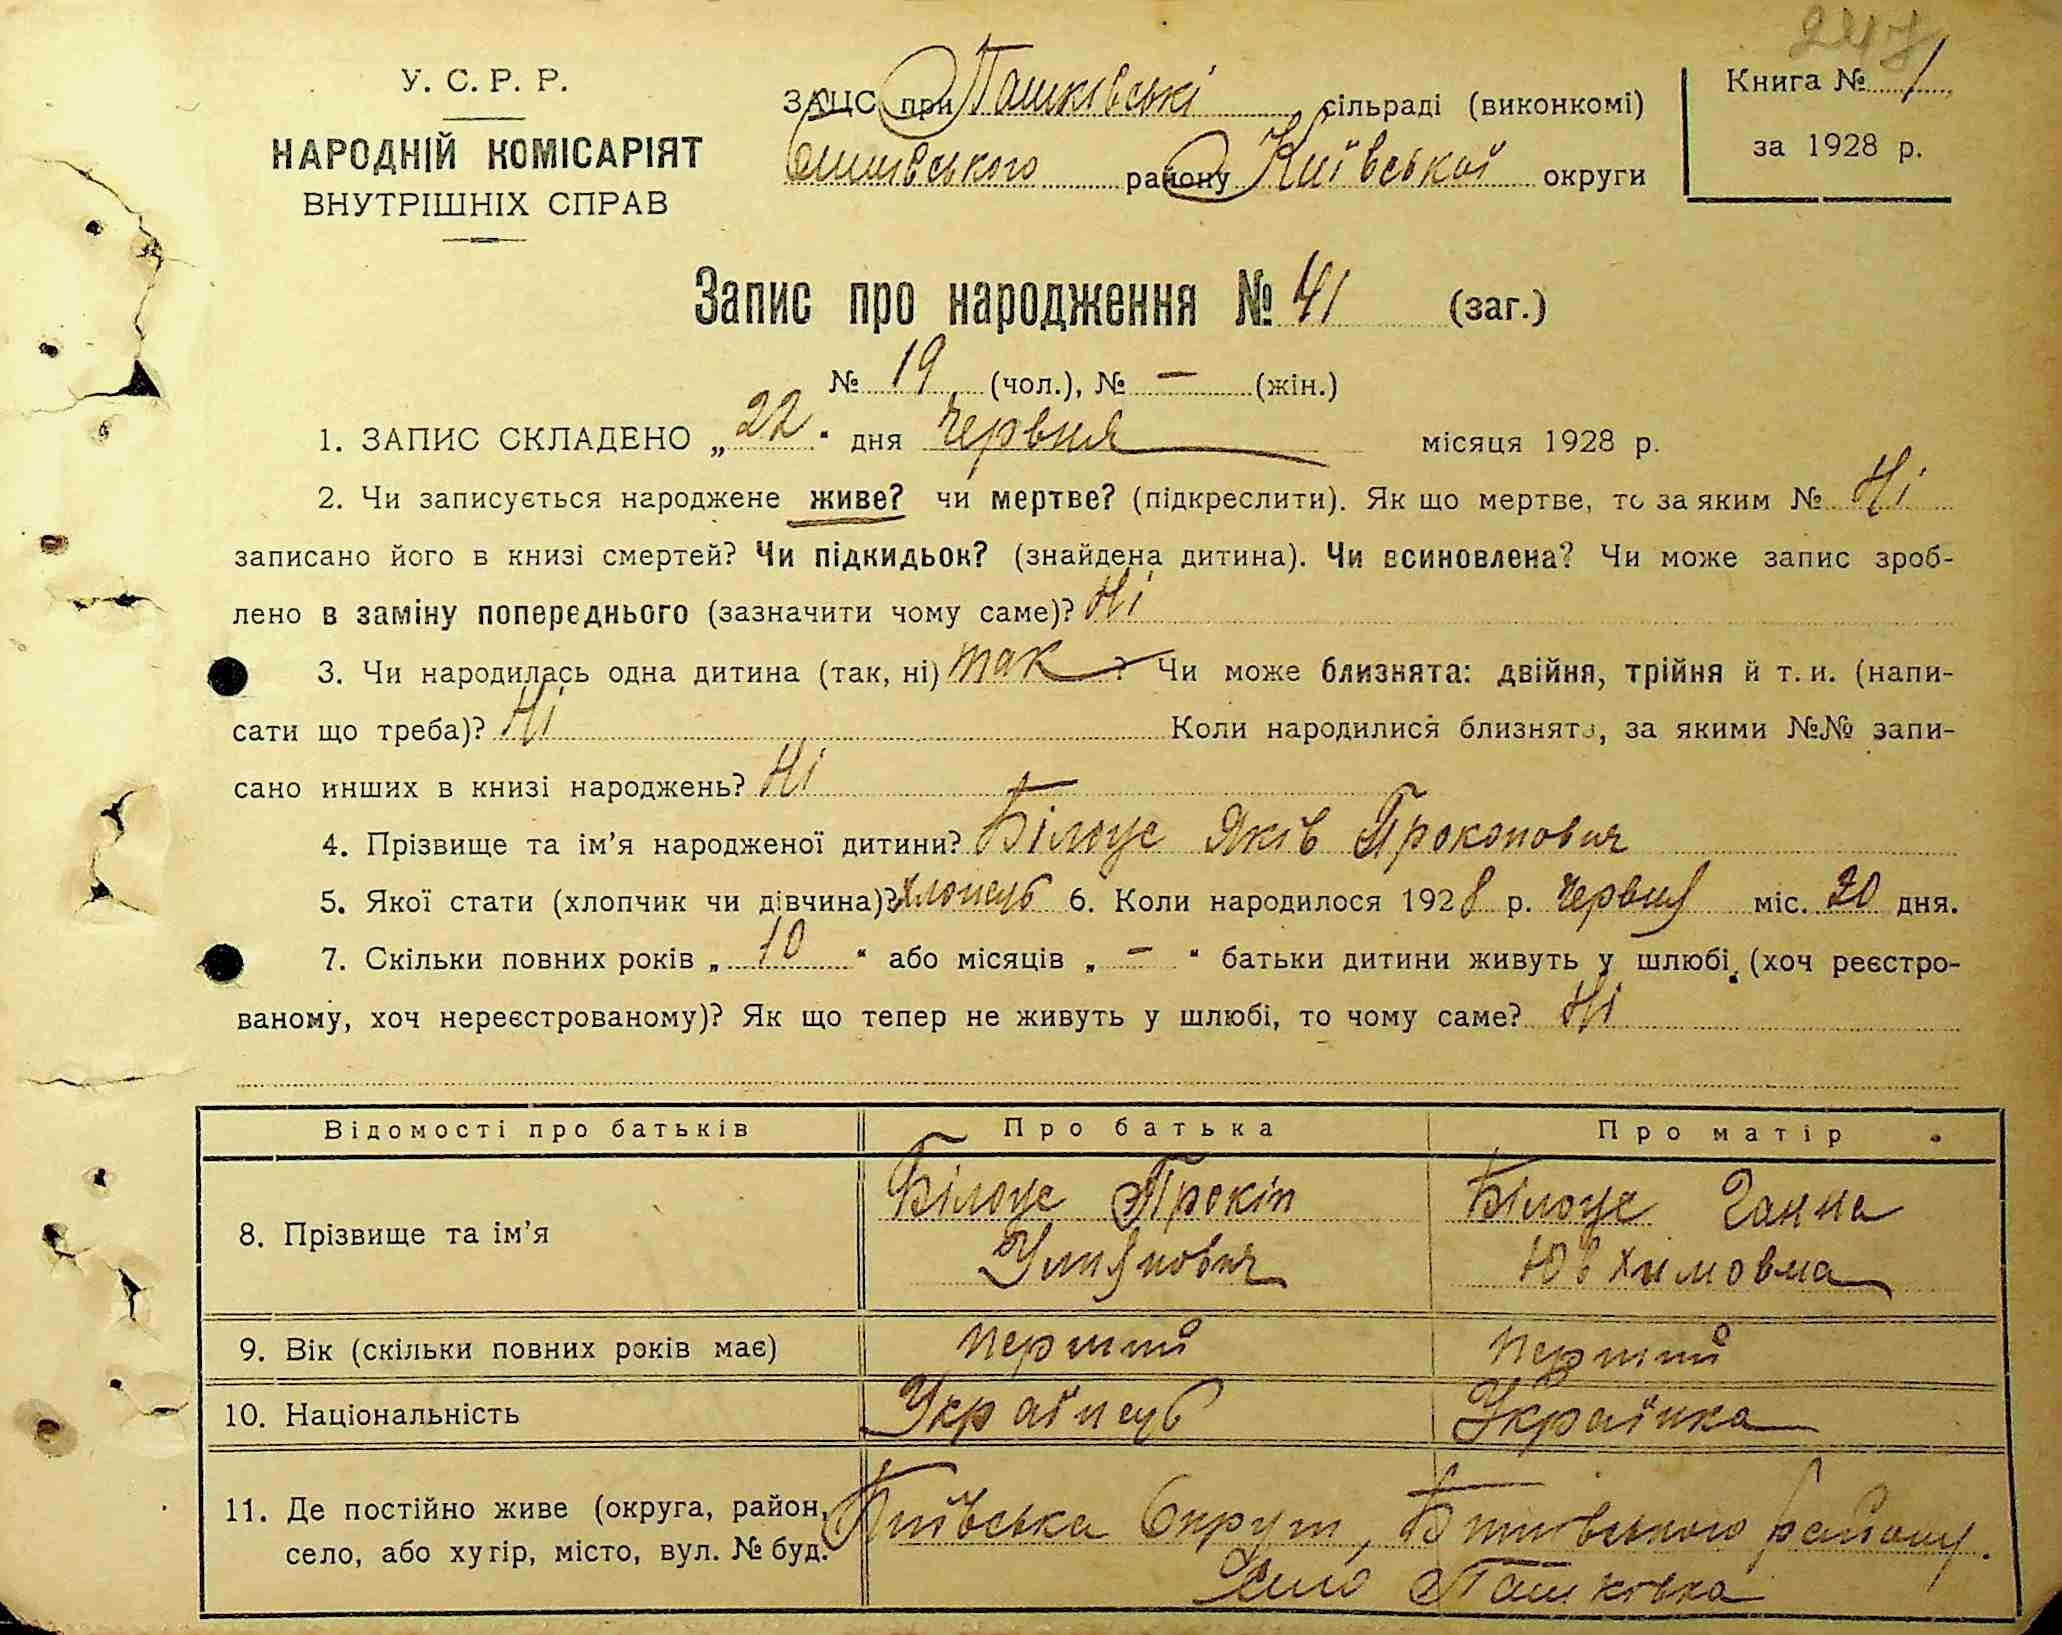 247
У. С. Р. Р.
НАРОДНІЙ КОМІСАРІЯТ
ВНУТРІШНІХ СПРАВ
ЗАЦС при Пашківські сільраді (виконкомі)
району Київської округи
Книга № 1
за 1928 р.
Запис про народження № 41 (заг.)
№ 19 (чол.), № — (жін.)
1. ЗАПИС СКЛАДЕНО „22“ дня Червня місяця 1928 р.
2. Чи записується народжене живе? чи мертве? (підкреслити). Як що мертве, то за яким № Ні
записано його в книзі смертей? Чи підкидьок? (знайдена дитина). Чи всиновлена? Чи може запис зроб-
лено в заміну попереднього (зазначити чому саме)? Ні
3. Чи народилась одна дитина (так, ні) так ? Чи може близнята: двійня, трійня й т. и. (напи-
сати що треба)? Ні Коли народилися близнята, за якими №№ запи-
сано инших в книзі народжень? Ні
4. Прізвище та ім'я народженої дитини? Білоус Яків Прокопович
5. Якої стати (хлопчик чи дівчина)? хлопець 6. Коли народилося 1928 р. Червня міс. 20 дня.
7. Скільки повних років „10“ або місяців „—“ батьки дитини живуть у шлюбі (хоч реєстро-
ваному, хоч нереєстрованому)? Як що тепер не живуть у шлюбі, то чому саме? Ні
Відомості про батьків Про батька Про матір
8. Прізвище та ім'я Білоус Прокіп Білоус Ганна
Улянович Ювхимовна
9. Вік (скільки повних років має) перший перший
10. Національність Українець Українка
11. Де постійно живе (округа, район, Київська Округа, району.
село, або хутір, місто, вул. № буд. Село Пашковка